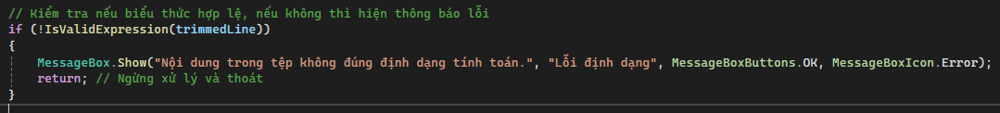 // Kiểm tra nếu biểu thức hợp lệ, nếu không thì hiện thông báo lỗi
if (!IsValidExpression(trimmedLine))
{
    MessageBox.Show("Nội dung trong tệp không đúng định dạng tính toán.", "Lỗi định dạng", MessageBoxButtons.OK, MessageBoxIcon.Error);
    return; // Ngừng xử lý và thoát
}